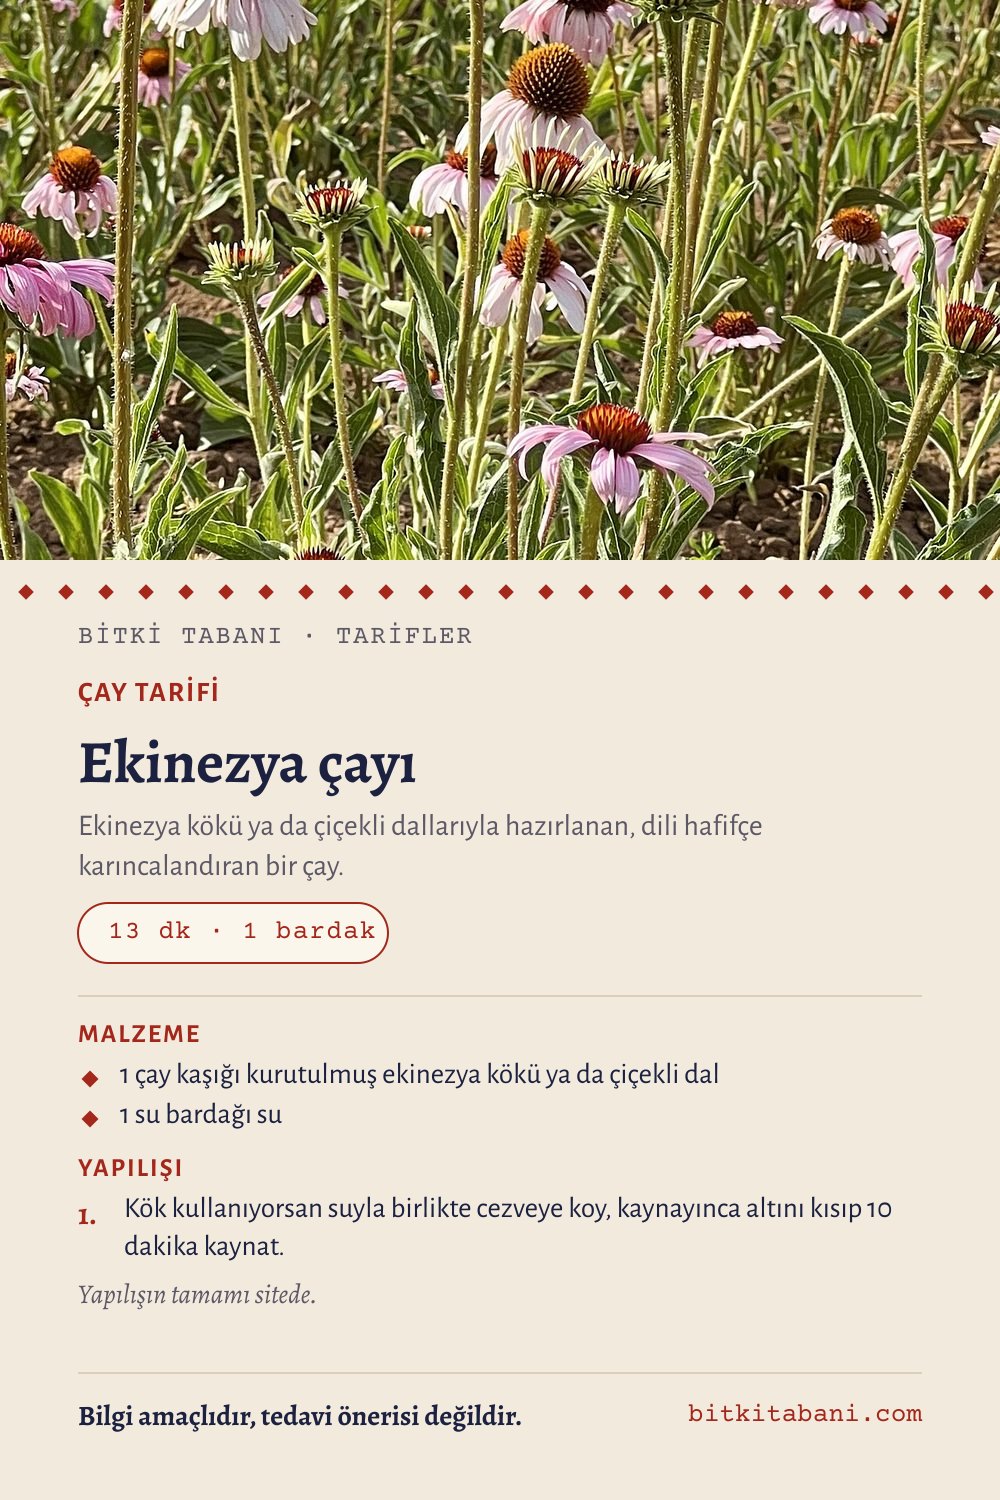 BİTKİ TABANI · TARİFLER
ÇAY TARİFİ
Ekinezya çayı
Ekinezya kökü ya da çiçekli dallarıyla hazırlanan, dili hafifçe
karıncalandıran bir çay.
13 dk · 1 bardak
MALZEME
◆ 1 çay kaşığı kurutulmuş ekinezya kökü ya da çiçekli dal
◆ 1 su bardağı su
YAPILIŞI
1. Kök kullanıyorsan suyla birlikte cezveye koy, kaynayınca altını kısıp 10
dakika kaynat.
Yapılışın tamamı sitede.
Bilgi amaçlıdır, tedavi önerisi değildir.
bitkitabani.com